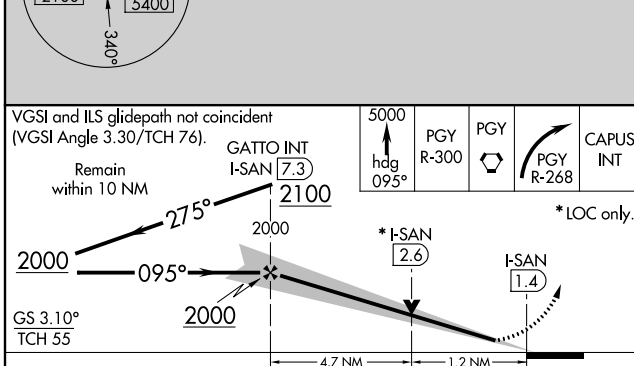 5400
340°
VGSI and ILS glidepath not coincident
(VGSI Angle 3.30/TCH 76).
Remain
within 10 NM
GATTO INT
I-SAN 7.3
2100
275°
2000
2000
095°
2000
GS 3.10°
TCH 55
5000
hdg
095°
PGY
R-300
PGY
PGY
R-268
CAPUS
INT
* LOC only.
* I-SAN
2.6
I-SAN
1.4
4.7 NM
1.2 NM